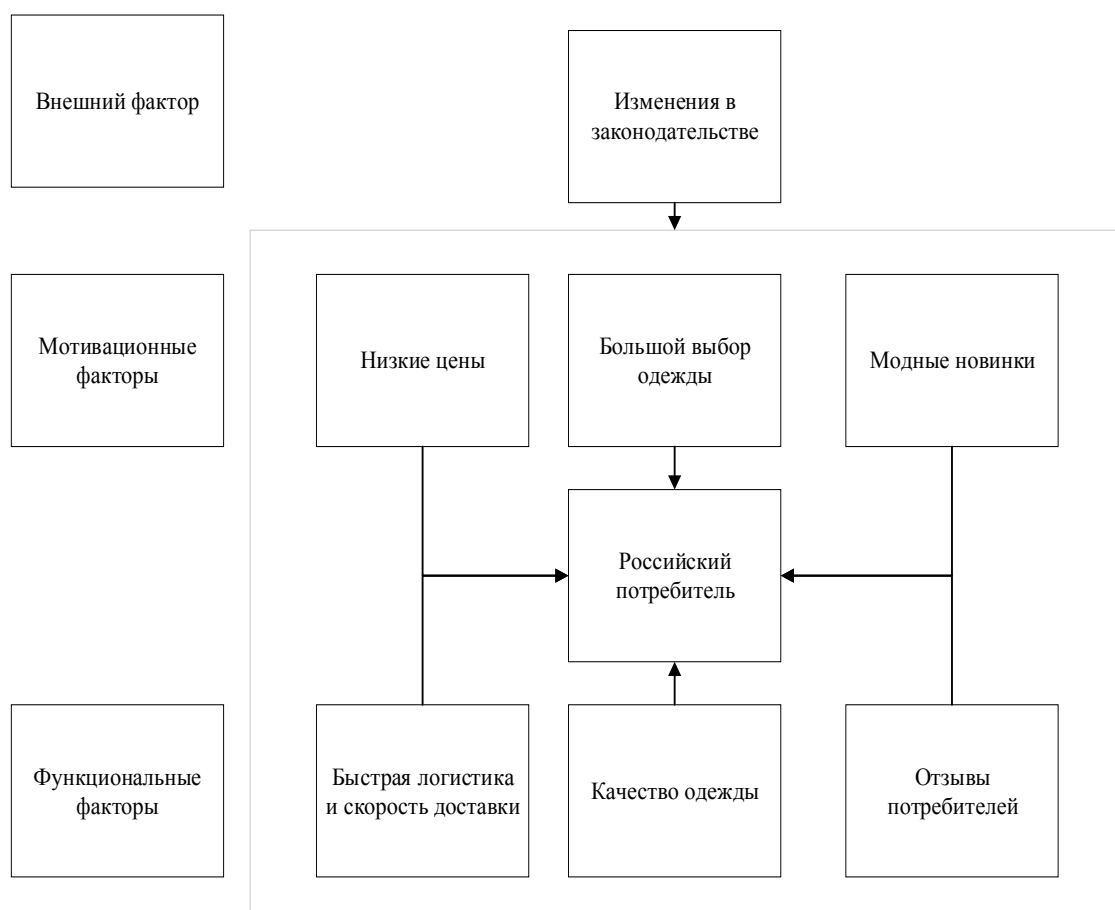 Внешний фактор
Изменения в
законодательстве
Мотивационные
факторы
Низкие цены
Большой выбор
одежды
Модные новинки
Российский
потребитель
Функциональные
факторы
Быстрая логистика
и скорость доставки
Качество одежды
Отзывы
потребителей